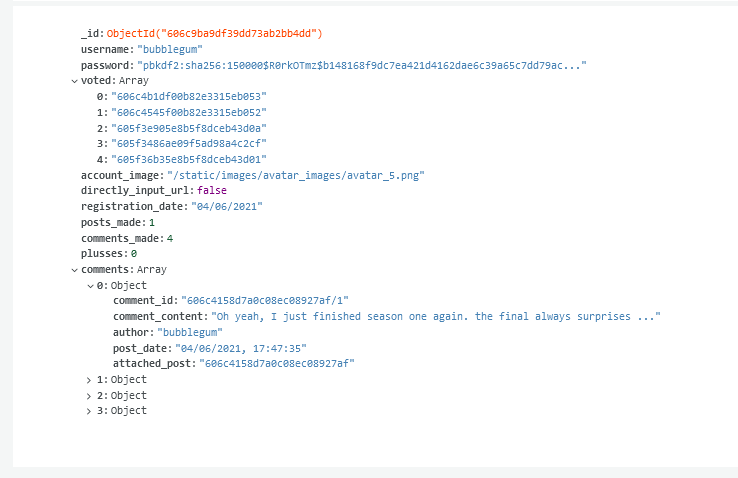 _id: ObjectId("606c9ba9df39dd73ab2bb4dd")
username: "bubblegum"
password: "pbkdf2:sha256:150000$R0rkOTmz$b148168f9dc7ea421d4162dae6c39a65c7dd79ac..."
voted: Array
0: "606c4b1df00b82e3315eb053"
1: "606c4545f00b82e3315eb052"
2: "605f3e905e8b5f8dceb43d0a"
3: "605f3486ae09f5ad98a4c2cf"
4: "605f36b35e8b5f8dceb43d01"
account_image: "/static/images/avatar_images/avatar_5.png"
directly_input_url: false
registration_date: "04/06/2021"
posts_made: 1
comments_made: 4
plusses: 0
comments: Array
0: Object
comment_id: "606c4158d7a0c08ec08927af/1"
comment_content: "Oh yeah, I just finished season one again. the final always surprises ..."
author: "bubblegum"
post_date: "04/06/2021, 17:47:35"
attached_post: "606c4158d7a0c08ec08927af"
1: Object
2: Object
3: Object